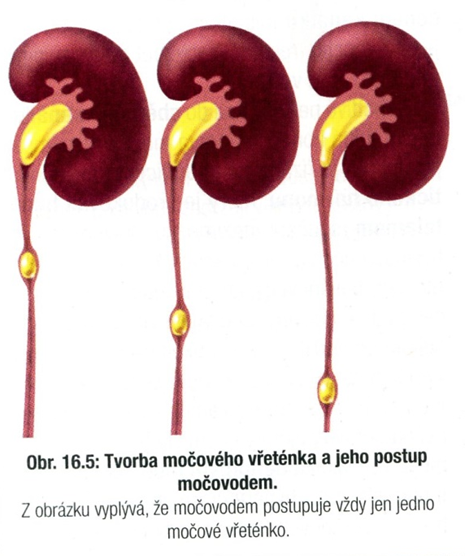 Obr. 16.5: Tvorba močového vřeténka a jeho postup
močovodem.
Z obrázku vyplývá, že močovodem postupuje vždy jen jedno
močové vřeténko.